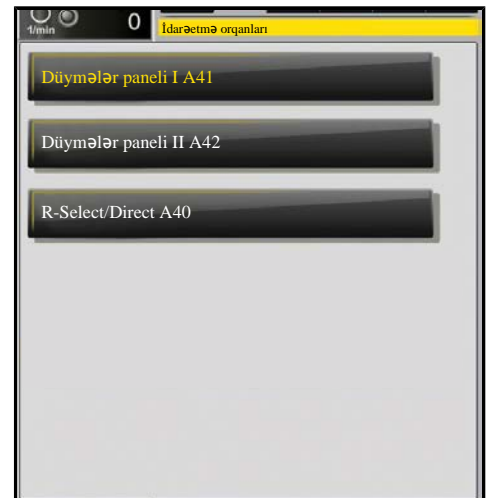 1/min
0
İdarəetmə orqanları
Düymələr paneli I A41
Düymələr paneli II A42
R-Select/Direct A40